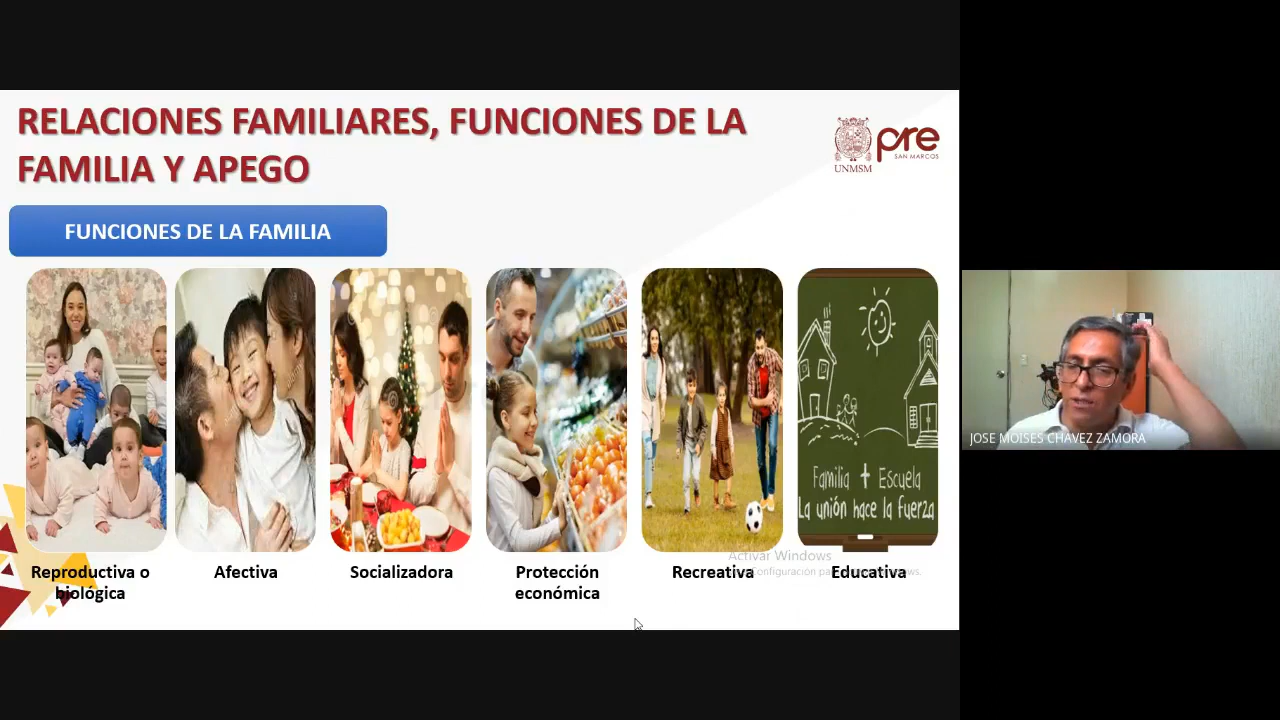 RELACIONES FAMILIARES, FUNCIONES DE LA
FAMILIA Y APEGO
UNMSM
pre
SAN MARCOS
FUNCIONES DE LA FAMILIA
Familia + Escuela
La unión hace la fuerza
Reproductiva o
biológica
Afectiva
Socializadora
Protección
económica
Recreativa
Educativa
Activar Windows
JOSE MOISES CHAVEZ ZAMORA